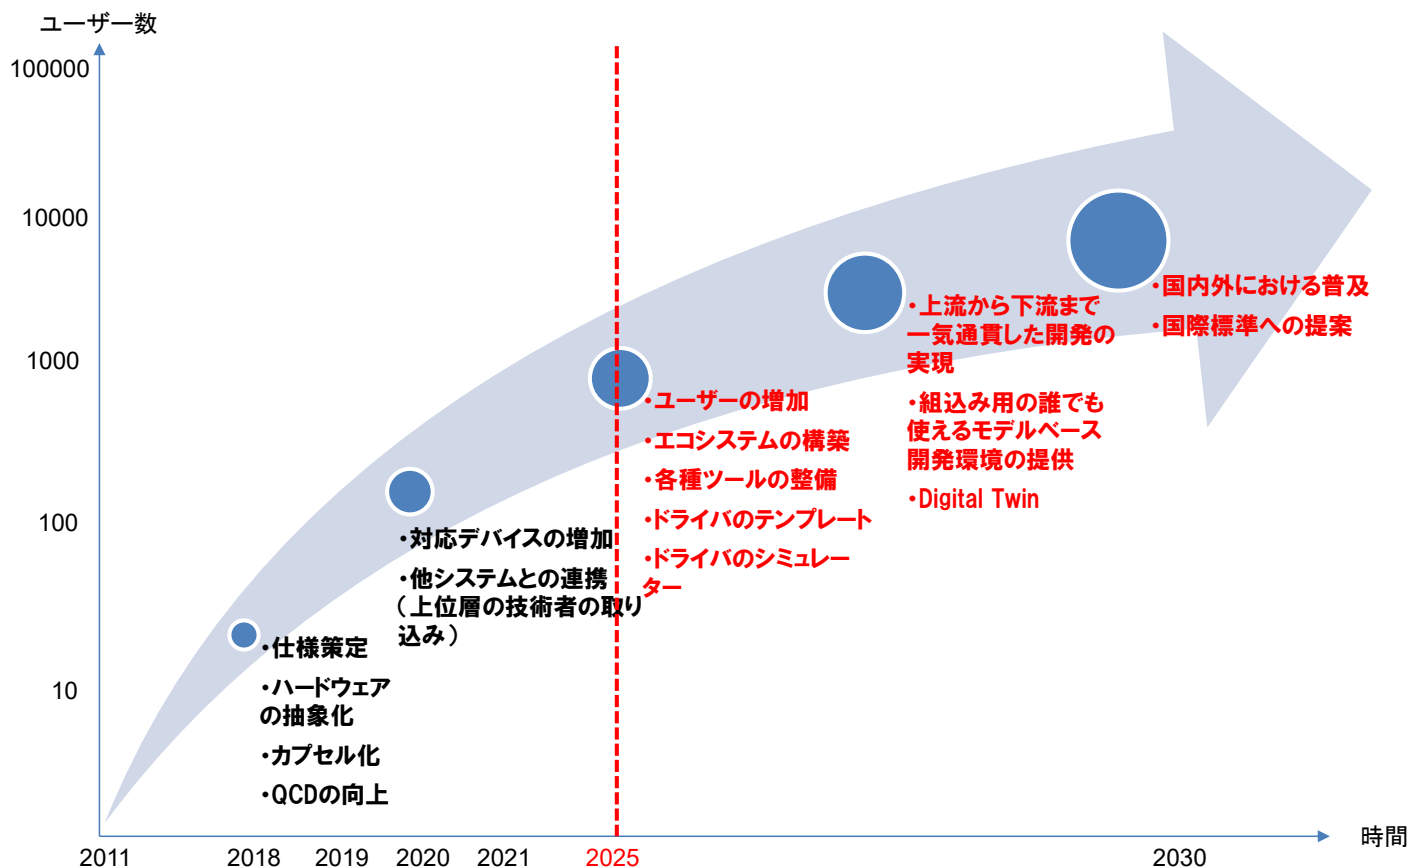 ユーザー数
100000
10000
1000
100
10
・仕様策定
・ハードウェア
の抽象化
・カプセル化
・QCDの向上
・対応デバイスの増加
・他システムとの連携
（上位層の技術者の取り
込み）
・ユーザーの増加
・エコシステムの構築
・各種ツールの整備
・ドライバのテンプレート
・ドライバのシミュレー
ター
・上流から下流まで
一気通貫した開発の
実現
・組込み用の誰でも
使えるモデルベース
開発環境の提供
・Digital Twin
・国内外における普及
・国際標準への提案
2011
2018
2019
2020
2021
2025
2030
時間